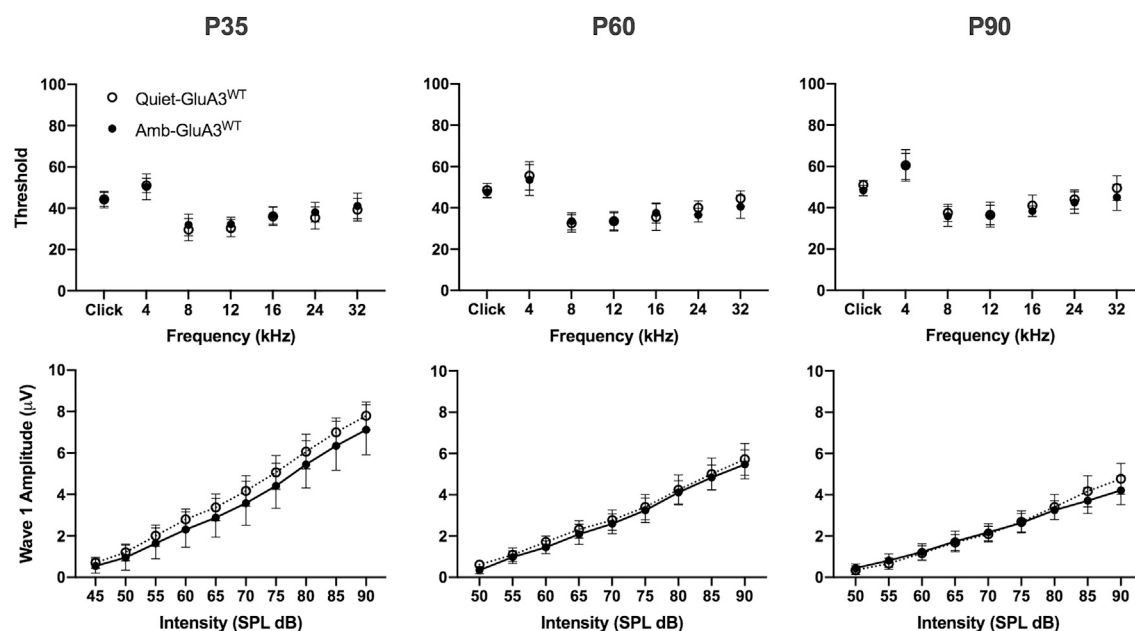 P35 P60 P90
100
80
60
40
20
0
Threshold
Quiet-GluA3WT
Amb-GluA3WT
Click 4 8 12 16 24 32
Frequency (kHz)
100
80
60
40
20
0
Click 4 8 12 16 24 32
Frequency (kHz)
100
80
60
40
20
0
Click 4 8 12 16 24 32
Frequency (kHz)
10
8
6
4
2
0
Wave 1 Amplitude (μV)
45 50 55 60 65 70 75 80 85 90
Intensity (SPL dB)
10
8
6
4
2
0
50 55 60 65 70 75 80 85 90
Intensity (SPL dB)
10
8
6
4
2
0
50 55 60 65 70 75 80 85 90
Intensity (SPL dB)